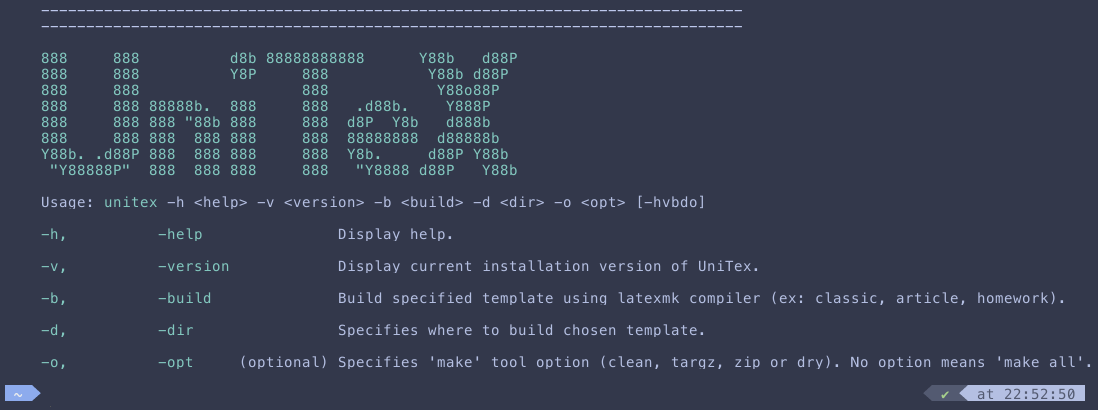 ------------------------------------------------------------------------------
------------------------------------------------------------------------------
888     888          d8b 88888888888      Y88b   d88P
888     888          Y8P     888           Y88b d88P
888     888                  888            Y88o88P
888     888 88888b.  888     888   .d88b.    Y888P
888     888 888 "88b 888     888  d8P  Y8b   d888b
888     888 888  888 888     888  88888888  d88888b
Y88b. .d88P 888  888 888     888  Y8b.     d88P Y88b
 "Y88888P"  888  888 888     888   "Y8888 d88P   Y88b
Usage: unitex -h <help> -v <version> -b <build> -d <dir> -o <opt> [-hvbdo]
-h,          -help               Display help.
-v,          -version            Display current installation version of UniTex.
-b,          -build              Build specified template using latexmk compiler (ex: classic, article, homework).
-d,          -dir                Specifies where to build chosen template.
-o,          -opt     (optional) Specifies 'make' tool option (clean, targz, zip or dry). No option means 'make all'.
~ ✔ at 22:52:50